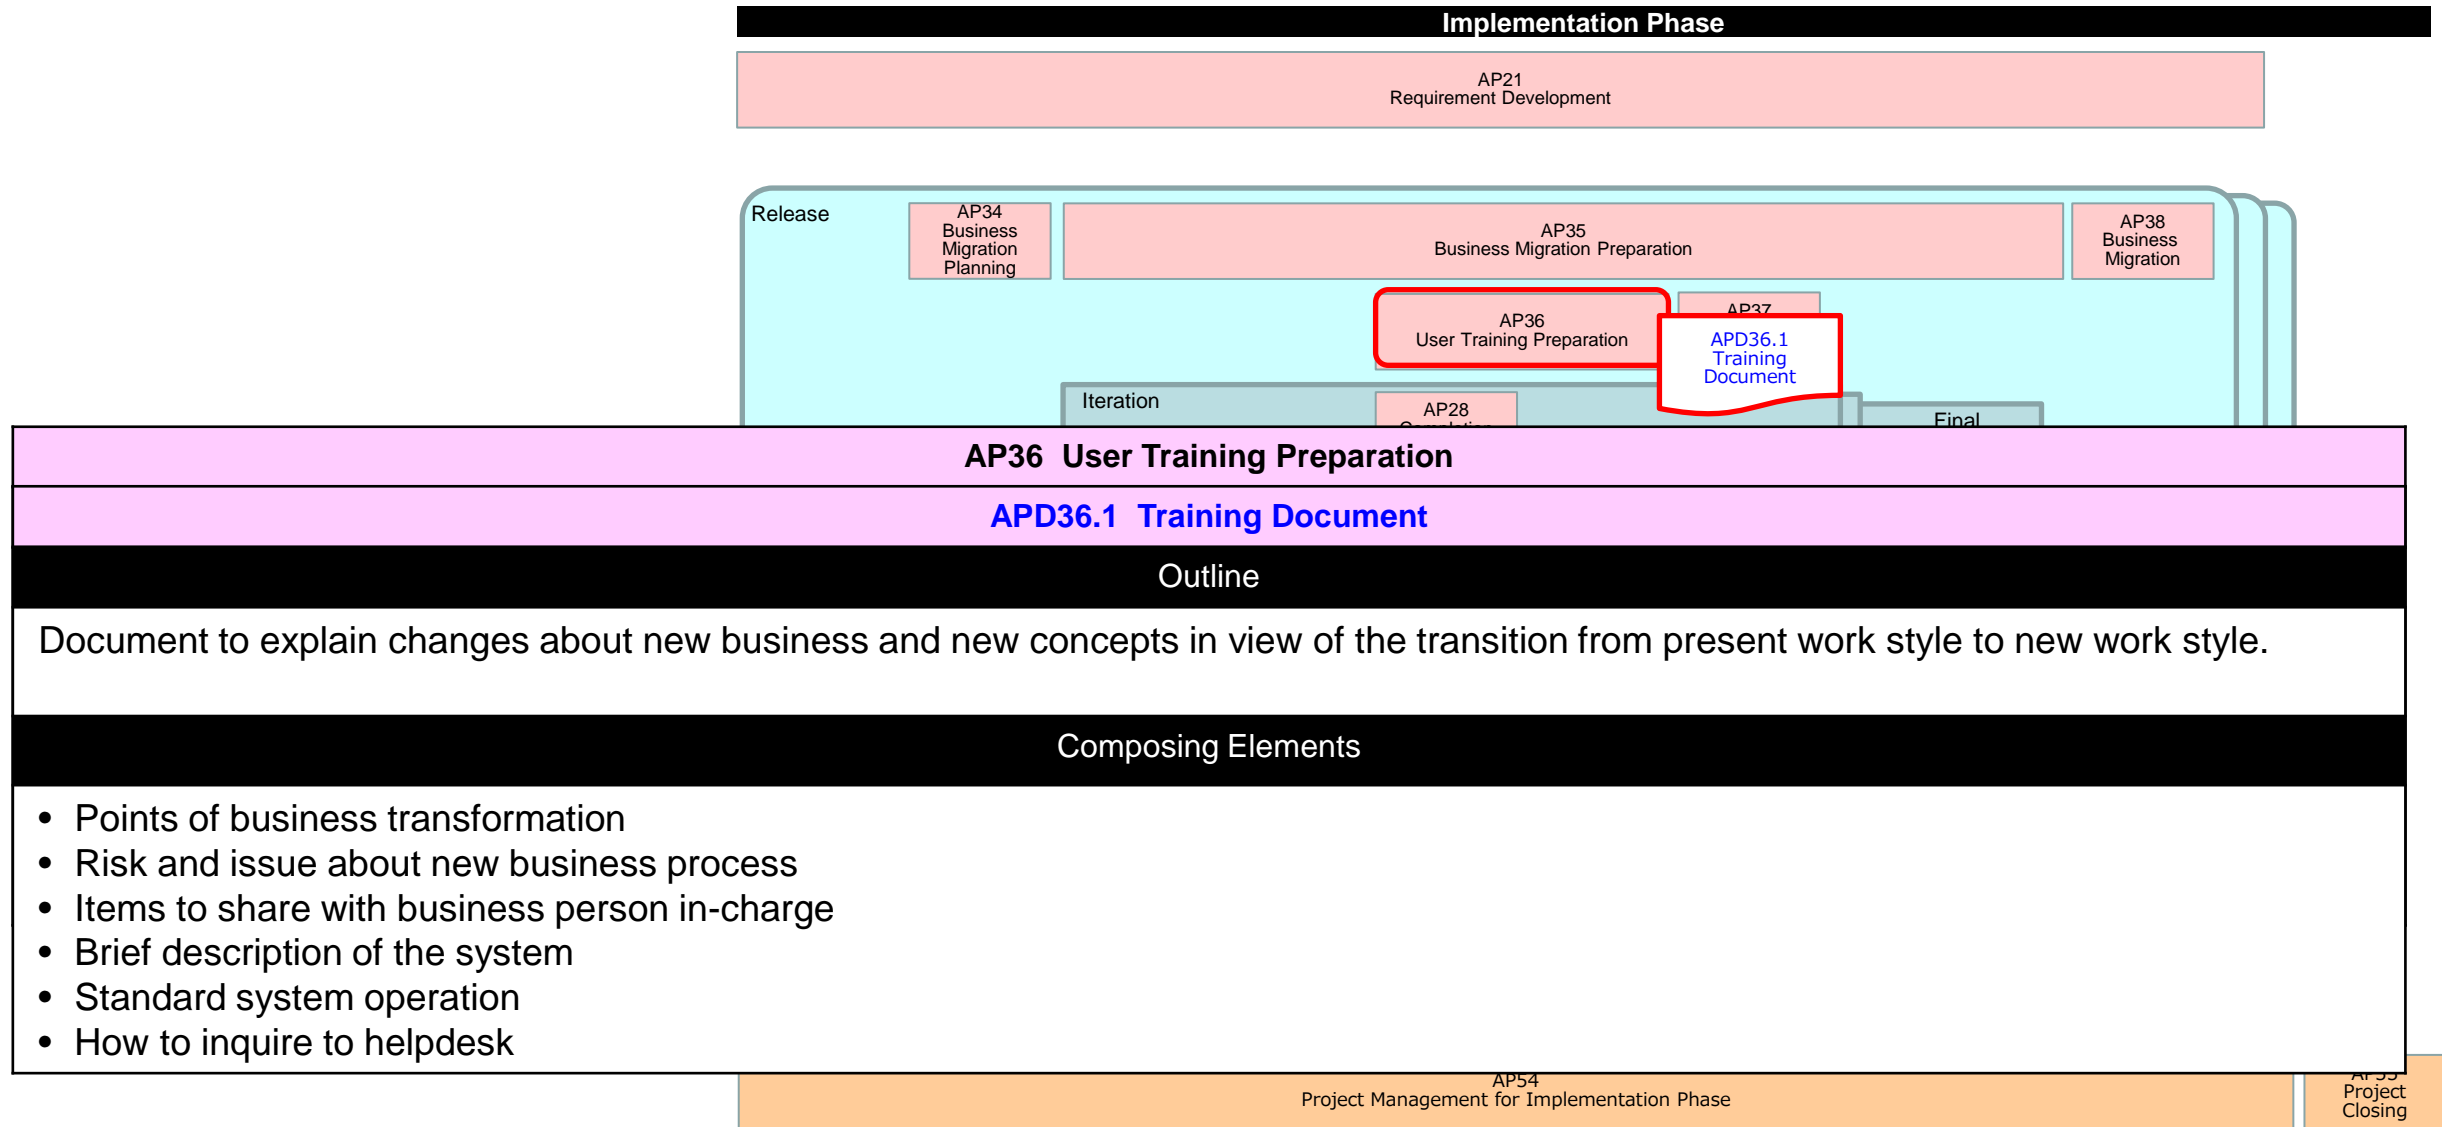 Implementation Phase
AP21
Requirement Development
Release
AP34
Business
Migration
Planning
AP35
Business Migration Preparation
AP38
Business
Migration
AP36
User Training Preparation
AP37
APD36.1
Training
Document
Iteration
AP28
Completion
Final
AP36 User Training Preparation
APD36.1 Training Document
Outline
Document to explain changes about new business and new concepts in view of the transition from present work style to new work style.
Composing Elements
• Points of business transformation
• Risk and issue about new business process
• Items to share with business person in-charge
• Brief description of the system
• Standard system operation
• How to inquire to helpdesk
AP54
Project Management for Implementation Phase
Project
Closing